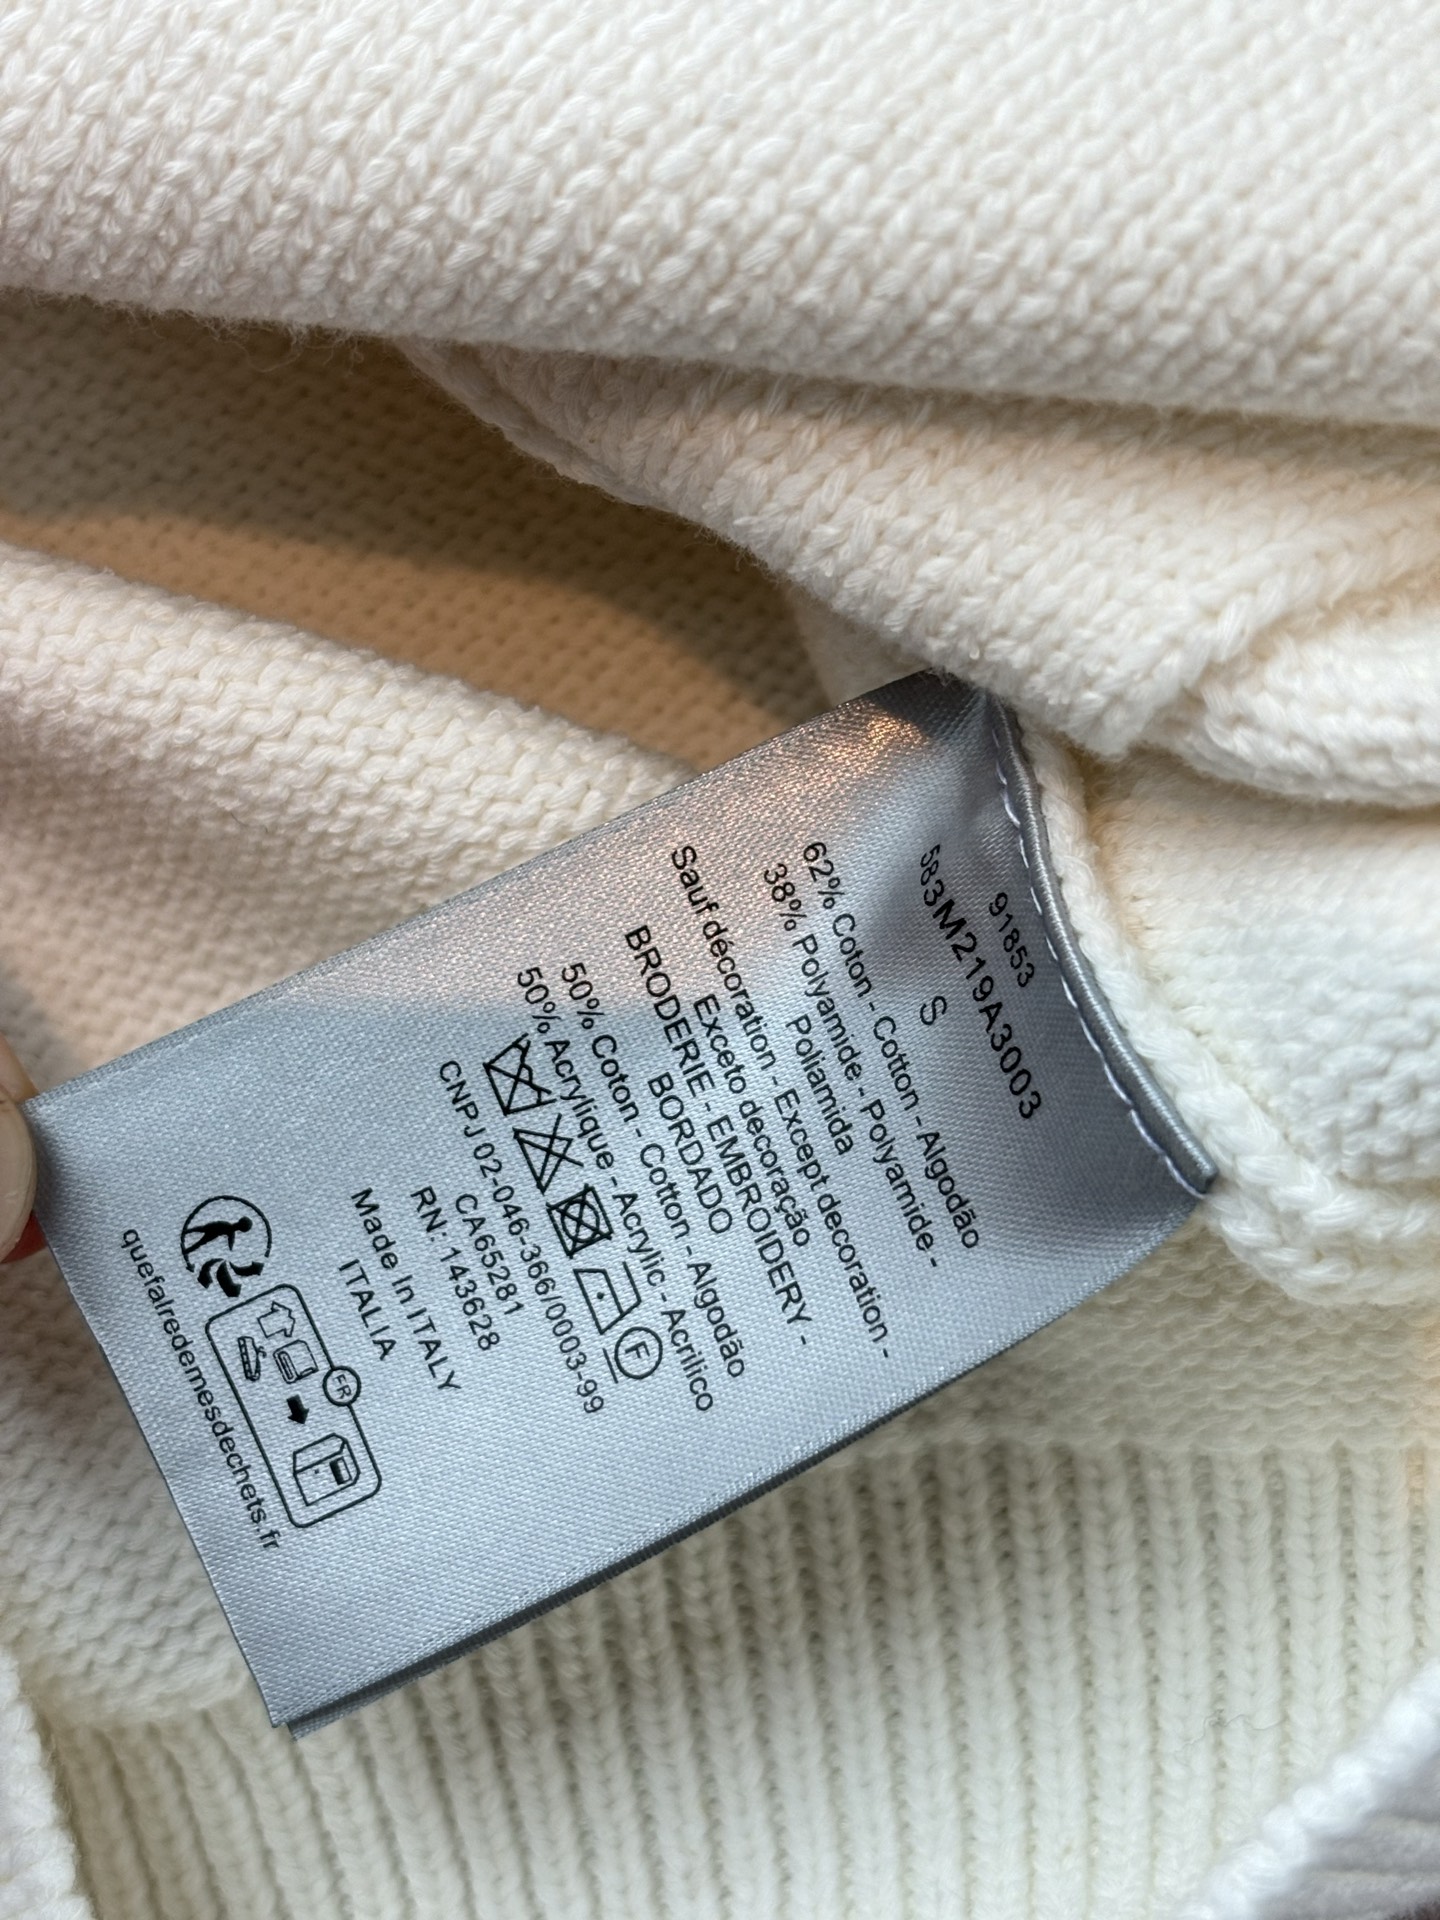 91853
583M219A3003
S
62% Coton - Cotton - Algodão
38% Polyamide - Polyamide -
Poliamida
Sauf décoration - Except decoration -
Exceto decoração
BRODERIE - EMBROIDERY -
BORDADO
50% Coton - Cotton - Algodão
50% Acrylique - Acrylic - Acrílico
F
CNPJ 02-046-366/0003-99
CA65281
RN: 143628
Made In ITALY
ITALIA
FR
quefairedemesdechets.fr